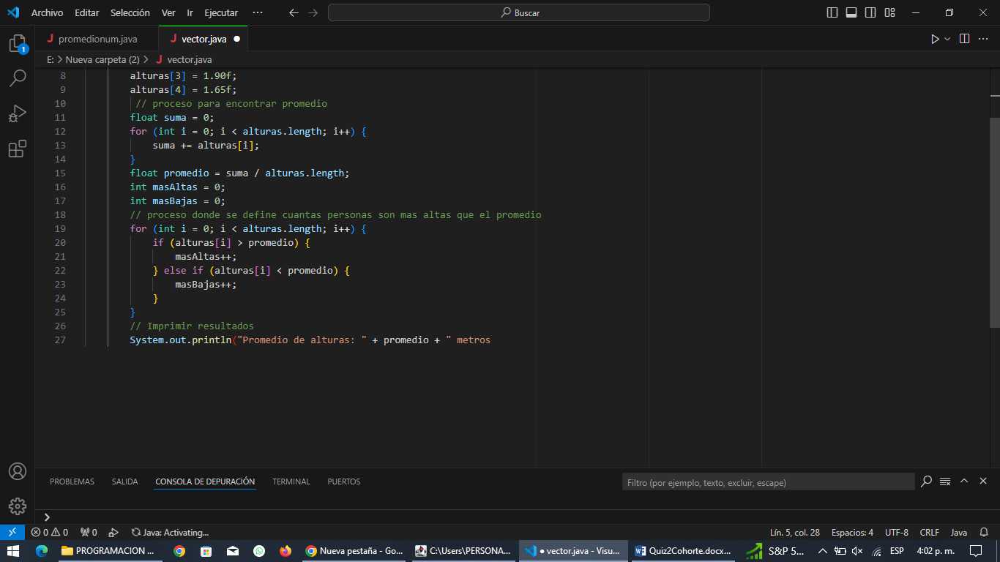 Archivo Editar Selección Ver Ir Ejecutar ··· Buscar
J promedionum.java J vector.java
E: > Nueva carpeta (2) > J vector.java
8 alturas[3] = 1.90f;
9 alturas[4] = 1.65f;
10 // proceso para encontrar promedio
11 float suma = 0;
12 for (int i = 0; i < alturas.length; i++) {
13 suma += alturas[i];
14 }
15 float promedio = suma / alturas.length;
16 int masAltas = 0;
17 int masBajas = 0;
18 // proceso donde se define cuantas personas son mas altas que el promedio
19 for (int i = 0; i < alturas.length; i++) {
20 if (alturas[i] > promedio) {
21 masAltas++;
22 } else if (alturas[i] < promedio) {
23 masBajas++;
24 }
25 }
26 // Imprimir resultados
27 System.out.println("Promedio de alturas: " + promedio + " metros
1
PROBLEMAS SALIDA CONSOLA DE DEPURACIÓN TERMINAL PUERTOS Filtro (por ejemplo, texto, excluir, escape)
0 0 0 Java: Activating... Lín. 5, col. 28 Espacios: 4 UTF-8 CRLF Java
PROGRAMACION ... Nueva pestaña - Go... C:\Users\PERSONA... ● vector.java - Visu... Quiz2Cohorte.docx... S&P 5... ESP 4:02 p. m.